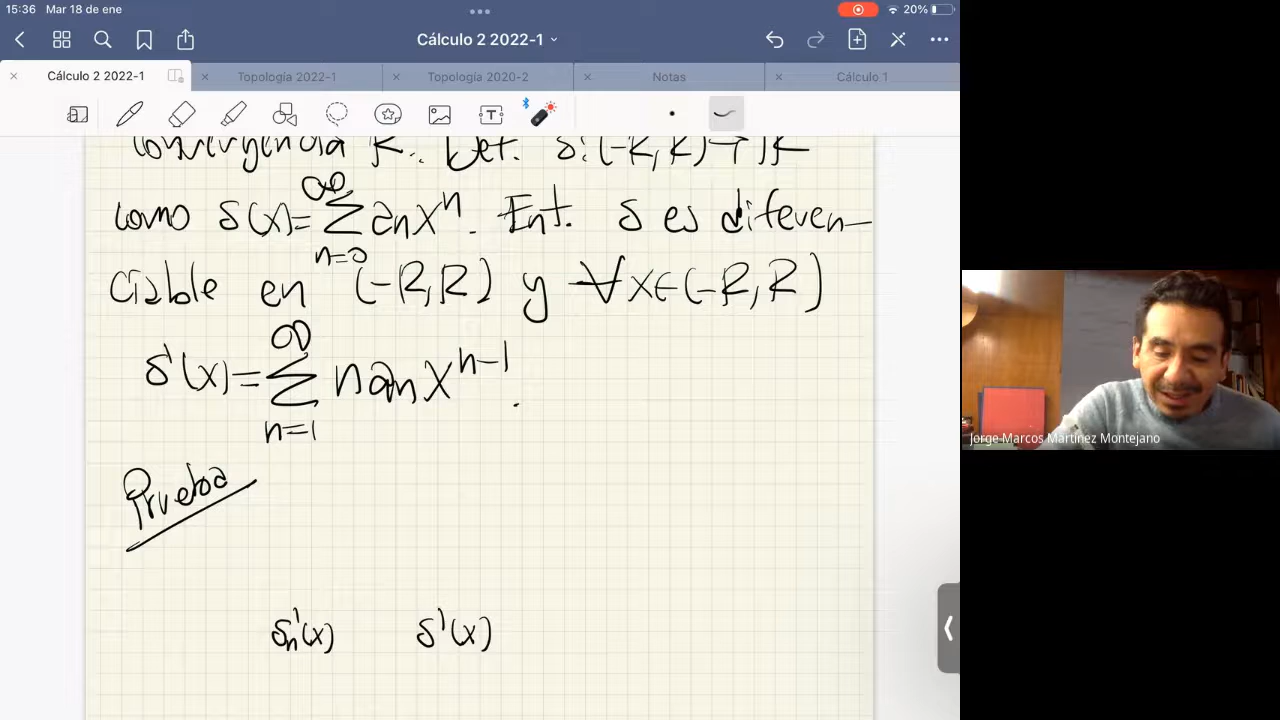 15:36 Mar 18 de ene
20%
Cálculo 2 2022-1
Cálculo 2 2022-1
Topología 2022-1
Topología 2020-2
Notas
Cálculo 1
convergencia R. Def. s:(-R,R)→IR
como s(x)=∑_{n=0}^{∞} anx^n. Ent. s es diferen-
ciable en (-R,R) y ∀x∈(-R,R)
s'(x)=∑_{n=1}^{∞} nanx^{n-1}.
Prueba
s_n'(x) s'(x)
Jorge Marcos Martínez Montejano